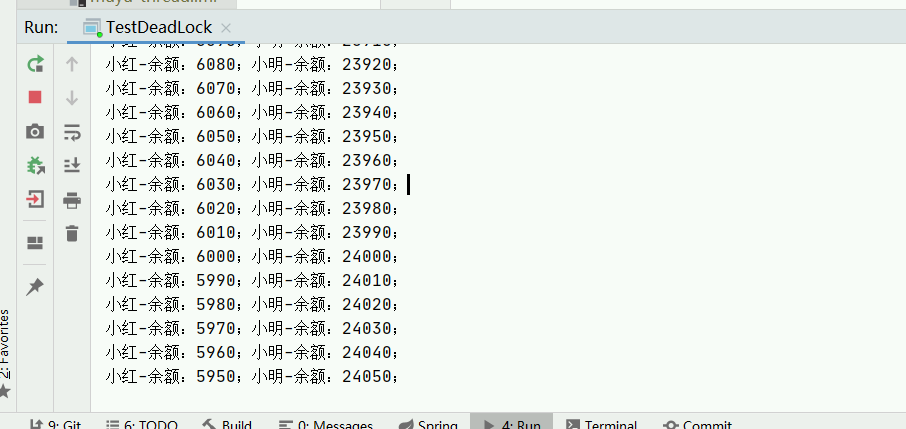 Run: TestDeadLock
小红-余额: 6080; 小明-余额: 23920;
小红-余额: 6070; 小明-余额: 23930;
小红-余额: 6060; 小明-余额: 23940;
小红-余额: 6050; 小明-余额: 23950;
小红-余额: 6040; 小明-余额: 23960;
小红-余额: 6030; 小明-余额: 23970;
小红-余额: 6020; 小明-余额: 23980;
小红-余额: 6010; 小明-余额: 23990;
小红-余额: 6000; 小明-余额: 24000;
小红-余额: 5990; 小明-余额: 24010;
小红-余额: 5980; 小明-余额: 24020;
小红-余额: 5970; 小明-余额: 24030;
小红-余额: 5960; 小明-余额: 24040;
小红-余额: 5950; 小明-余额: 24050;
2: Favorites
9: Git 6: TODO Build 0: Messages Spring 4: Run Terminal Commit